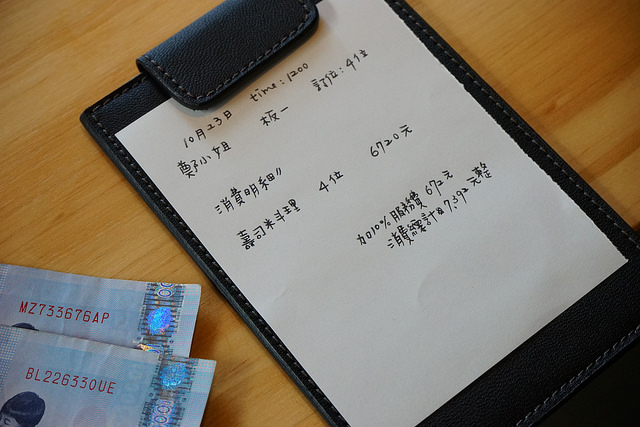 10月23日 time:1200 訂位:4位
鄭小姐 板一
消費明細〃
壽司料理 4位 6720元
加10%服務費 672元
消費總計 7,392元整
MZ733676AP
BL226330UE